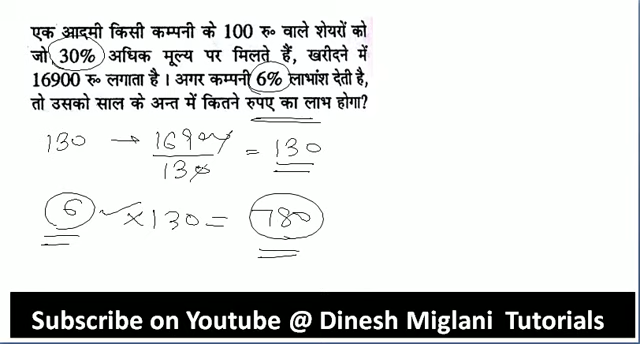 एक आदमी किसी कम्पनी के 100 रु० वाले शेयरों को
जो 30% अधिक मूल्य पर मिलते हैं, खरीदने में
16900 रु० लगाता है। अगर कम्पनी 6% लाभांश देती है,
तो उसको साल के अन्त में कितने रुपए का लाभ होगा?
130 → 16900/130 = 130
6 × 130 = 780
Subscribe on Youtube @ Dinesh Miglani Tutorials